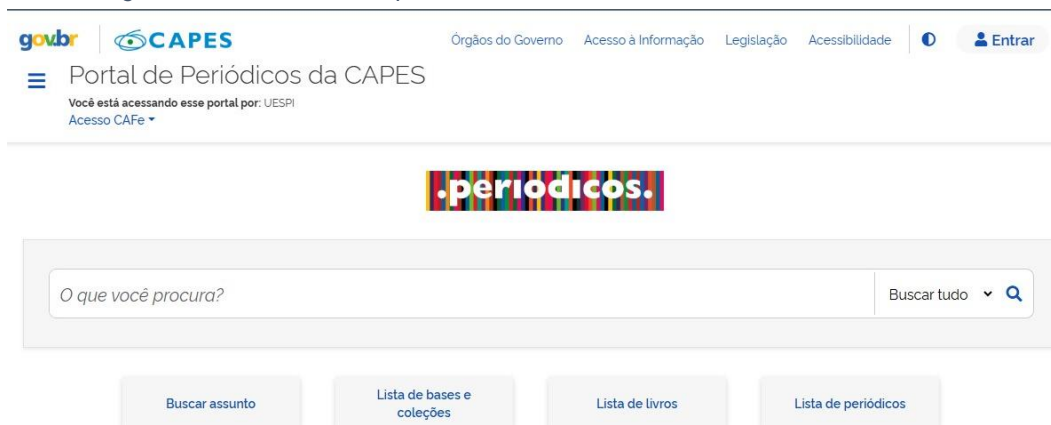 gov.br CAPES Órgãos do Governo Acesso à Informação Legislação Acessibilidade Entrar
Portal de Periódicos da CAPES
Você está acessando esse portal por: UESPI
Acesso CAFe
.periodicos.
O que você procura? Buscar tudo
Buscar assunto
Lista de bases e
coleções
Lista de livros
Lista de periódicos